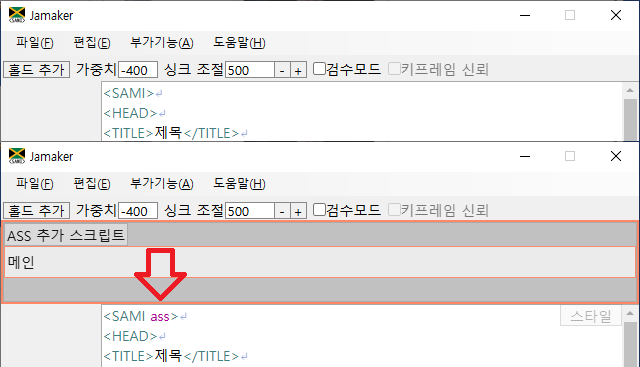 Jamaker
파일(F) 편집(E) 부가기능(A) 도움말(H)
홀드 추가 가중치 -400 싱크 조절 500 - + 검수모드 키프레임 신뢰
<SAMI>↵
<HEAD>↵
<TITLE>제목</TITLE>↵
Jamaker
파일(F) 편집(E) 부가기능(A) 도움말(H)
홀드 추가 가중치 -400 싱크 조절 500 - + 검수모드 키프레임 신뢰
ASS 추가 스크립트
메인
<SAMI ass>↵ 스타일
<HEAD>↵
<TITLE>제목</TITLE>↵